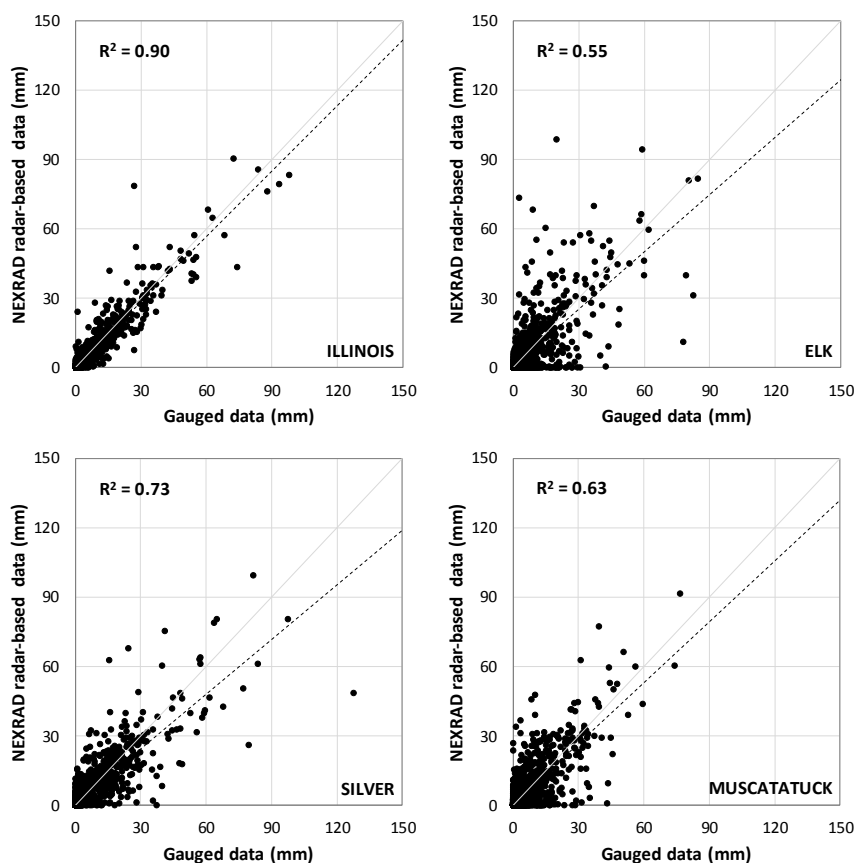 150
120
90
60
30
0
NEXRAD radar-based data (mm)
R² = 0.90
ILLINOIS
0 30 60 90 120 150
Gauged data (mm)
150
120
90
60
30
0
NEXRAD radar-based data (mm)
R² = 0.55
ELK
0 30 60 90 120 150
Gauged data (mm)
150
120
90
60
30
0
NEXRAD radar-based data (mm)
R² = 0.73
SILVER
0 30 60 90 120 150
Gauged data (mm)
150
120
90
60
30
0
NEXRAD radar-based data (mm)
R² = 0.63
MUSCATATUCK
0 30 60 90 120 150
Gauged data (mm)